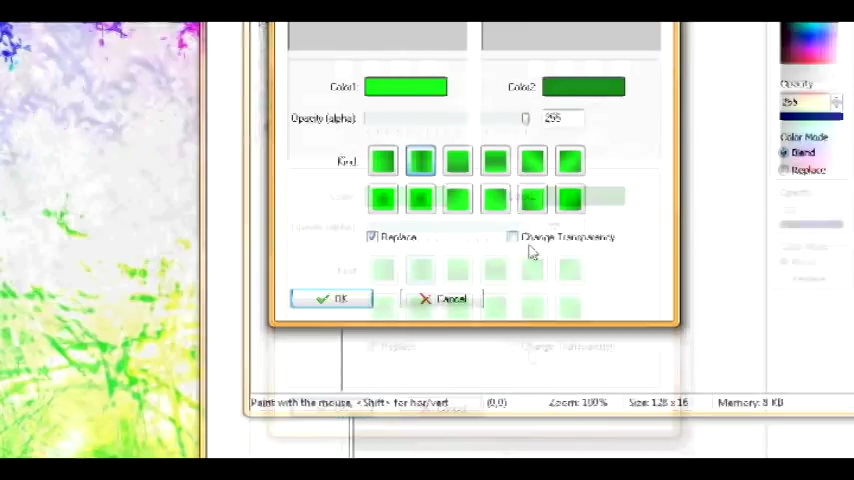 Color1:
Color2:
Opacity (alpha):
255
Kind:
Replace
Change Transparency
OK
Cancel
Opacity
255
Color Mode
Blend
Replace
Paint with the mouse, <Shift> for hor/vert
(0,0)
Zoom: 100%
Size: 128 x 16
Memory: 8 KB